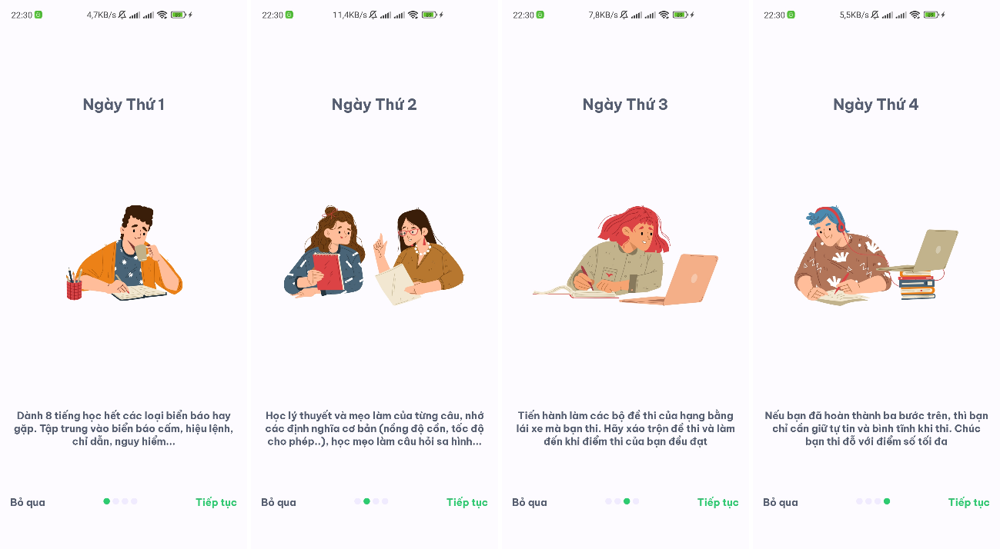 22:30 4,7KB/s 89
Ngày Thứ 1
Dành 8 tiếng học hết các loại biển báo hay
gặp. Tập trung vào biển báo cấm, hiệu lệnh,
chỉ dẫn, nguy hiểm...
Bỏ qua
Tiếp tục
22:30 11,4KB/s 89
Ngày Thứ 2
Học lý thuyết và mẹo làm của từng câu, nhớ
các định nghĩa cơ bản (nồng độ cồn, tốc độ
cho phép..), học mẹo làm câu hỏi sa hình...
Bỏ qua
Tiếp tục
22:30 7,8KB/s 89
Ngày Thứ 3
Tiến hành làm các bộ đề thi của hạng bằng
lái xe mà bạn thi. Hãy xáo trộn đề thi và làm
đến khi điểm thi của bạn đều đạt
Bỏ qua
Tiếp tục
22:30 5,5KB/s 89
Ngày Thứ 4
Nếu bạn đã hoàn thành ba bước trên, thì bạn
chỉ cần giữ tự tin và bình tĩnh khi thi. Chúc
bạn thi đỗ với điểm số tối đa
Bỏ qua
Tiếp tục